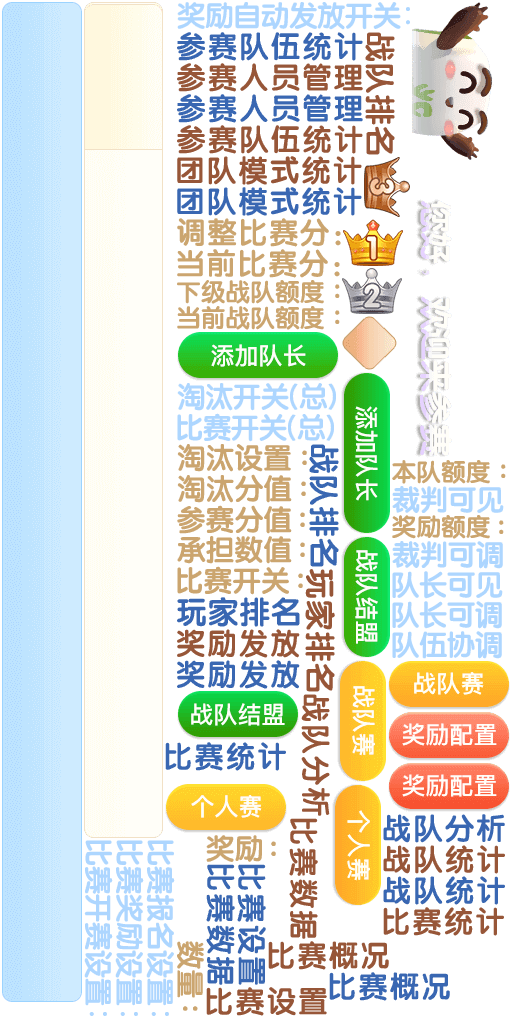 奖励自动发放开关：
参赛队伍统计
参赛人员管理
参赛人员管理
参赛队伍统计
团队模式统计
团队模式统计
战队排名
3
VG
调整比赛分：
当前比赛分：
下级战队额度：
当前战队额度：
1
2
您好，欢迎来参赛
添加队长
添加队长
淘汰开关(总)
比赛开关(总)
淘汰设置：
淘汰分值：
参赛分值：
承担数值：
比赛开关：
战队排名
本队额度：
裁判可见
奖励额度：
裁判可调
队长可见
队长可调
队伍协调
战队结盟
玩家排名
玩家排名
奖励发放
奖励发放
战队结盟
战队赛
战队赛
奖励配置
奖励配置
战队分析
比赛统计
个人赛
个人赛
战队分析
战队统计
战队统计
比赛统计
奖励：
比赛数据
比赛设置
比赛数据
比赛报名设置：
比赛奖励设置：
比赛开赛设置：
数量：
比赛概况
比赛概况
比赛设置